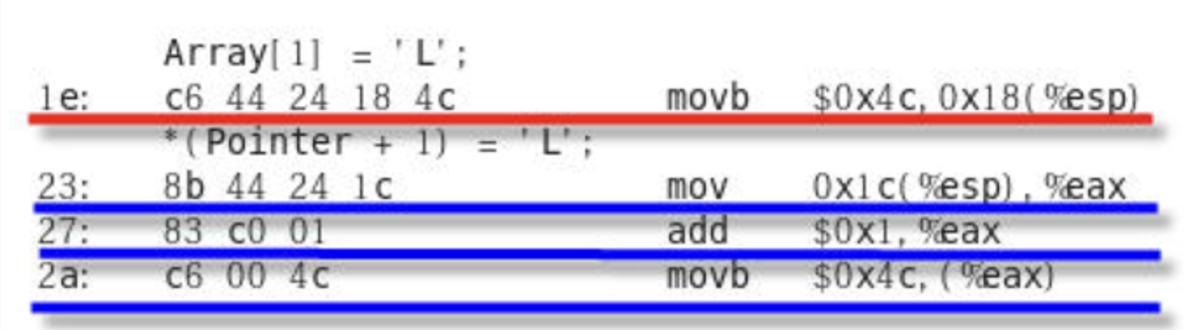 Array[1] = 'L';
1e: c6 44 24 18 4c movb $0x4c,0x18(%esp)
*(Pointer + 1) = 'L';
23: 8b 44 24 1c mov 0x1c(%esp),%eax
27: 83 c0 01 add $0x1,%eax
2a: c6 00 4c movb $0x4c,(%eax)